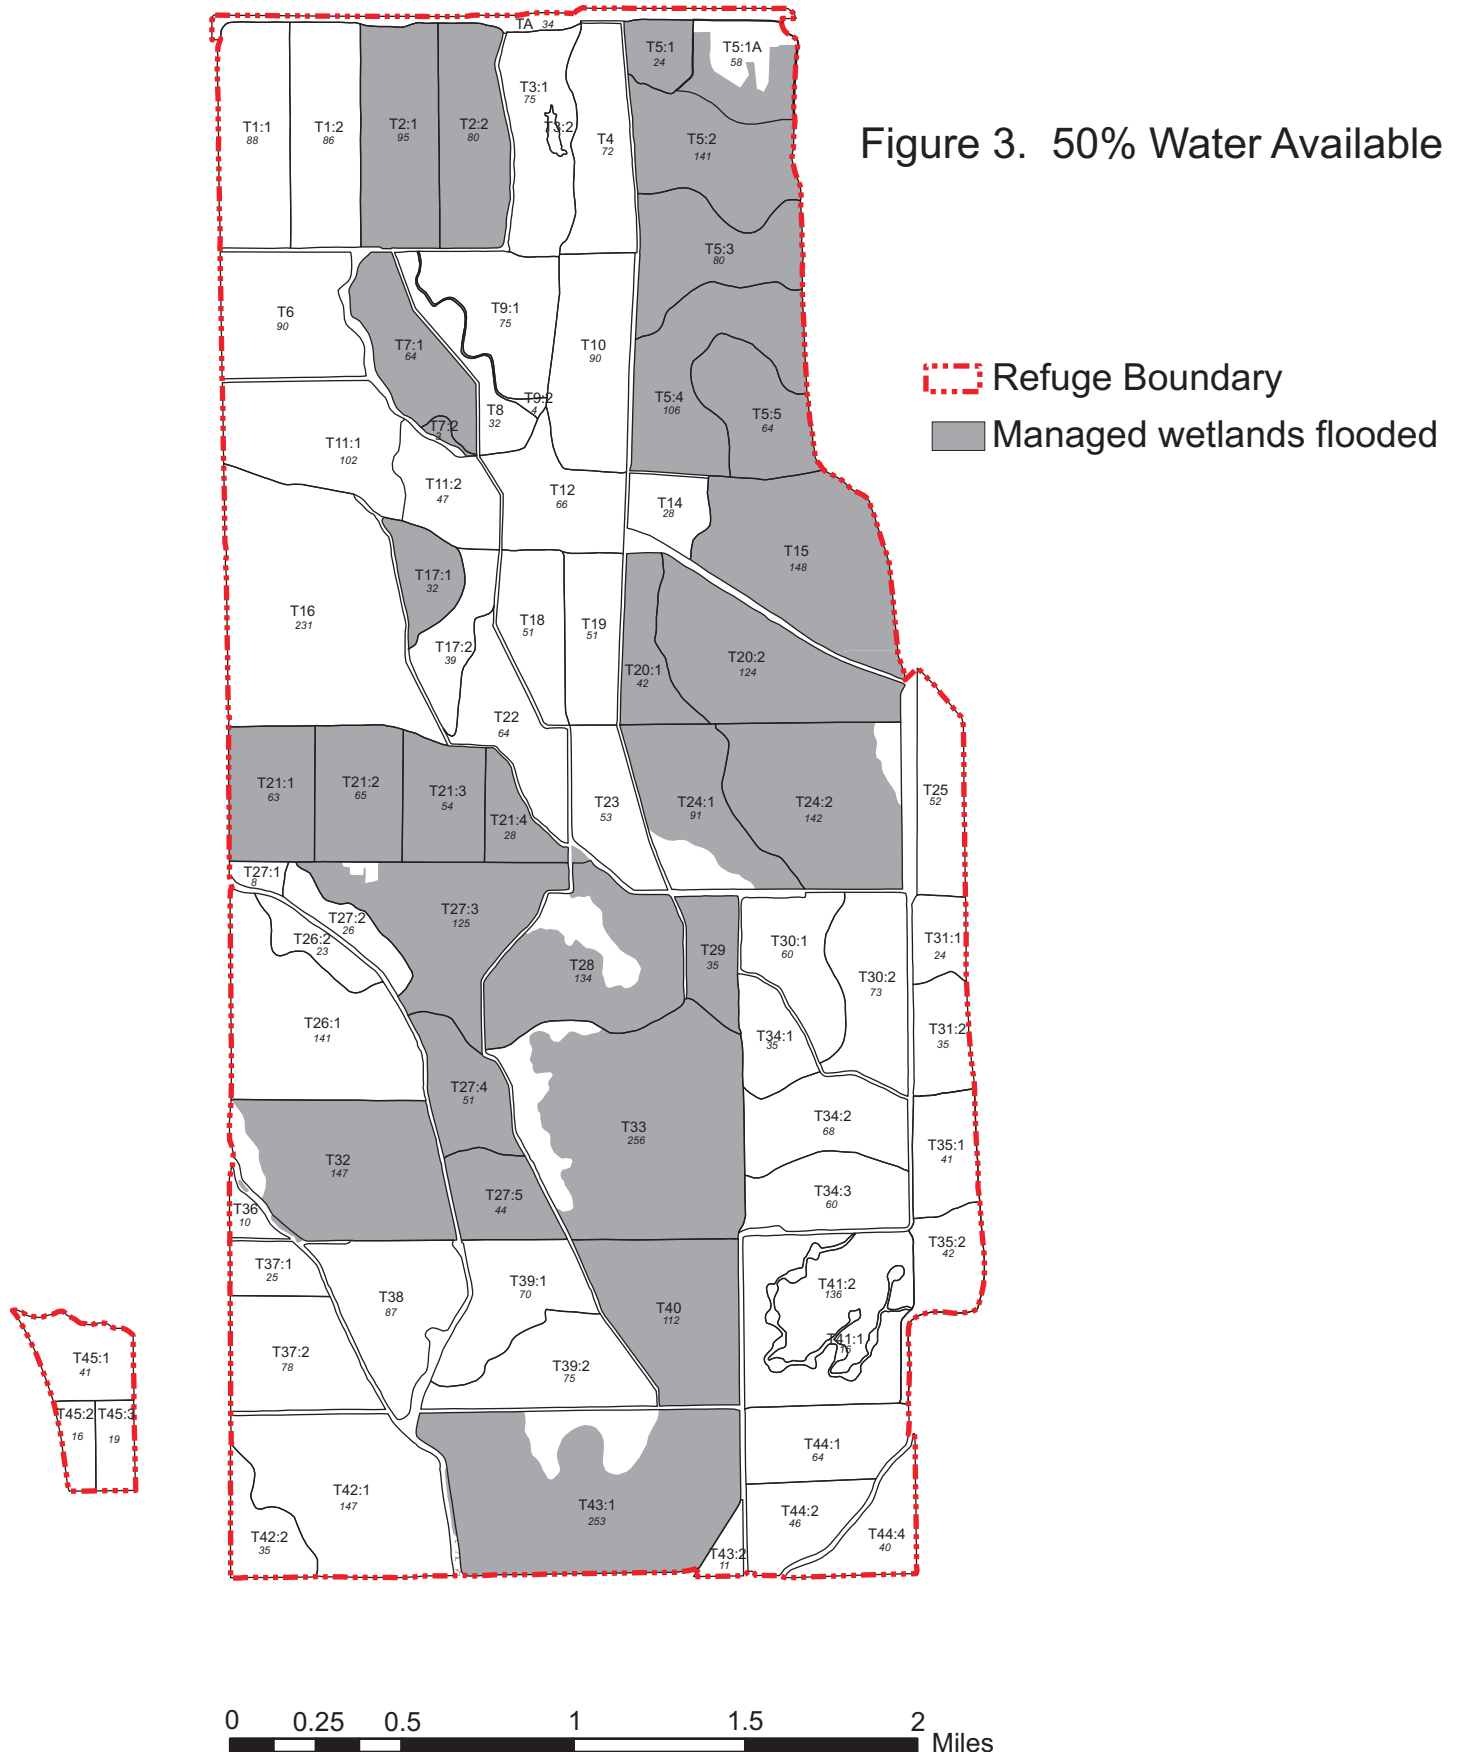 TA 34
T1:1
88
T1:2
86
T2:1
95
T2:2
80
T3:1
75
T3:2
T4
72
T5:1
24
T5:1A
58
T5:2
141
Figure 3. 50% Water Available
T5:3
80
T6
90
T7:1
64
T9:1
75
T10
90
T5:4
106
T5:5
64
Refuge Boundary
Managed wetlands flooded
T7:2
3
T8
32
T9:2
4
T11:1
102
T11:2
47
T12
66
T14
28
T15
148
T16
231
T17:1
32
T17:2
39
T18
51
T19
51
T20:1
42
T20:2
124
T22
64
T21:1
63
T21:2
65
T21:3
54
T21:4
28
T23
53
T24:1
91
T24:2
142
T25
52
T27:1
8
T27:2
26
T26:2
23
T27:3
125
T28
134
T29
35
T30:1
60
T30:2
73
T31:1
24
T26:1
141
T34:1
35
T31:2
35
T27:4
51
T33
256
T34:2
68
T35:1
41
T32
147
T27:5
44
T34:3
60
T36
10
T35:2
42
T37:1
25
T38
87
T39:1
70
T40
112
T41:2
136
T41:1
16
T37:2
78
T39:2
75
T45:1
41
T45:2
16
T45:3
19
T44:1
64
T42:1
147
T43:1
253
T44:2
46
T42:2
35
T43:2
11
T44:4
40
0 0.25 0.5 1 1.5 2
Miles